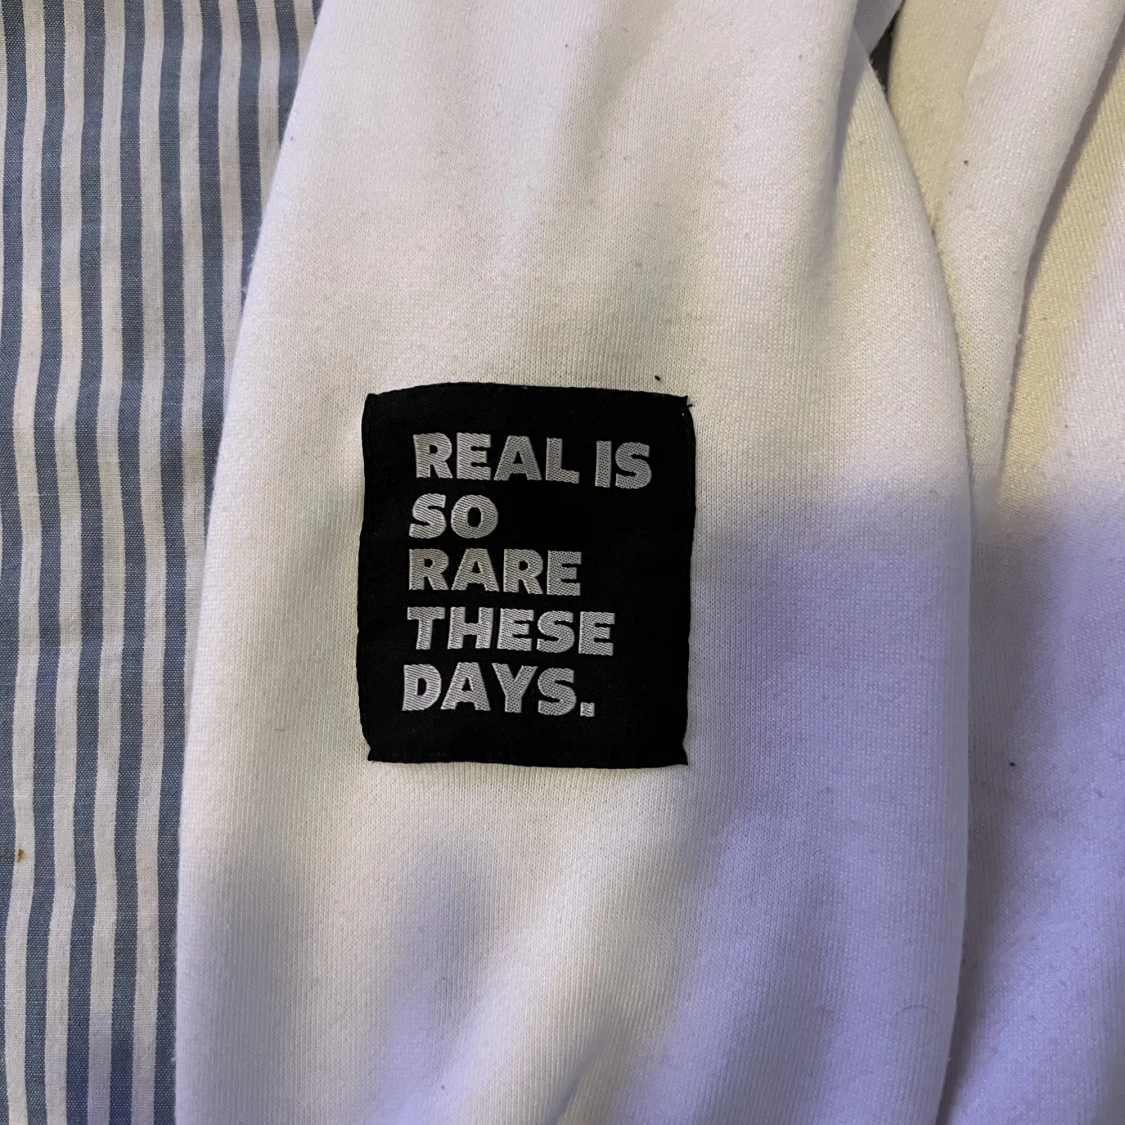 REAL IS
SO
RARE
THESE
DAYS.